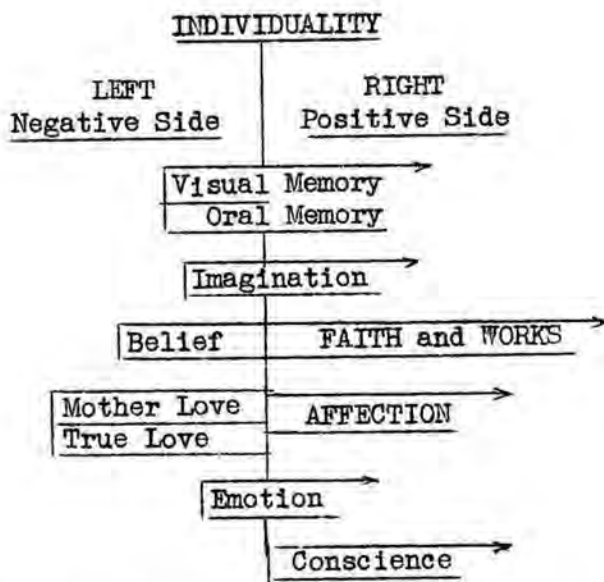 INDIVIDUALITY
LEFT RIGHT
Negative Side Positive Side
Visual Memory
Oral Memory
Imagination
Belief FAITH and WORKS
Mother Love
AFFECTION
True Love
Emotion
Conscience